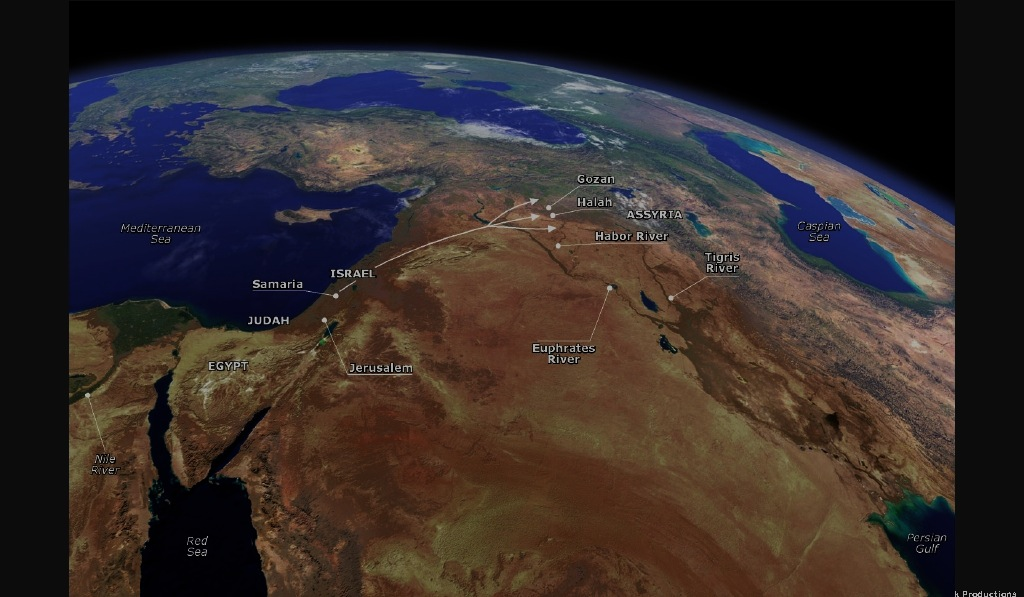 Gozan
Halah
ASSYRIA
Mediterranean
Sea
Caspian
Sea
Habor River
Tigris
River
ISRAEL
Samaria
JUDAH
Euphrates
River
EGYPT
Jerusalem
Nile
River
Red
Sea
Persian
Gulf
k Productions